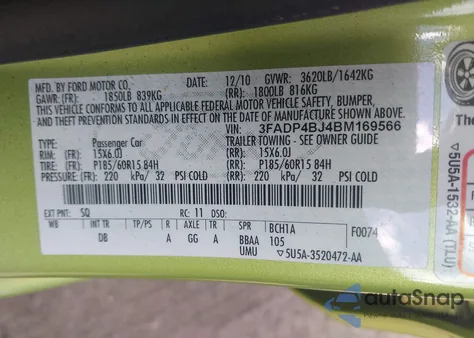 MFD. BY FORD MOTOR CO. 12/10 GVWR: 3620LB/1642KG
GAWR: (FR) 1850LB 839KG (RR): 1800LB 816KG
THIS VEHICLE CONFORMS TO ALL APPLICABLE FEDERAL MOTOR VEHICLE SAFETY, BUMPER,
AND THEFT PREVENTION STANDARDS IN EFFECT ON THE DATE OF MANUFACTURE SHOWN ABOVE.
VIN: 3FADP4BJ4BM169566
TYPE: Passenger Car TRAILER TOWING - SEE OWNER GUIDE
RIM: (FR) 15X6.0J (RR): 15X6.0J
TIRE: (FR): P185/60R15 84H (RR): P185/60R15 84H
PRESSURE: (FR) 220 kPa/ 32 PSI COLD (RR): 220 kPa/ 32 PSI COLD
EXT PNT: SQ RC: 11 DSO: F0074
WB INT TR TP/PS R AXLE TR SPR BCH1A
DB A GG A BBAA 105
UMU 5U5A-3520472-AA
The
5U5A-1532-AA (TLU)
autoSnap